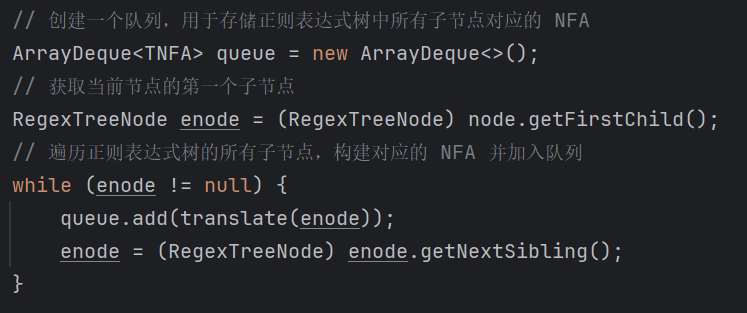 // 创建一个队列，用于存储正则表达式树中所有子节点对应的 NFA
ArrayDeque<TNFA> queue = new ArrayDeque<>();
// 获取当前节点的第一个子节点
RegexTreeNode enode = (RegexTreeNode) node.getFirstChild();
// 遍历正则表达式树的所有子节点，构建对应的 NFA 并加入队列
while (enode != null) {
    queue.add(translate(enode));
    enode = (RegexTreeNode) enode.getNextSibling();
}